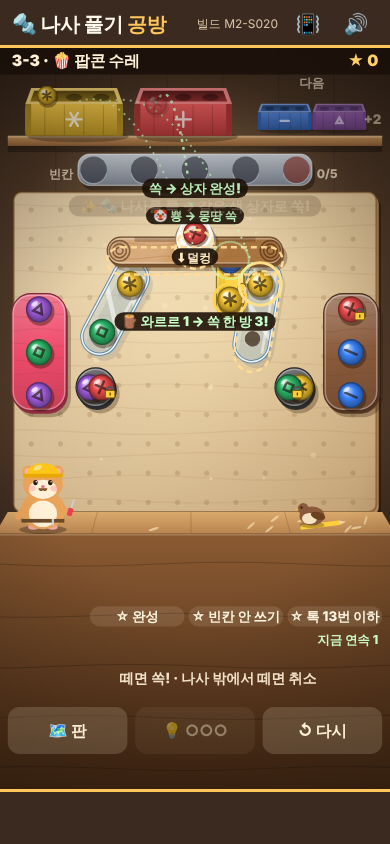 나사 풀기 공방
빌드 M2-S020
3-3 · 팝콘 수레
★ 0
다음
+2
빈칸
0/5
쏙 → 상자 완성!
뿅 → 몽땅 쏙
⬇덜컹
와르르 1 → 쏙 한 방 3!
☆ 완성
☆ 빈칸 안 쓰기
☆ 톡 13번 이하
지금 연속 1
떼면 쏙! · 나사 밖에서 떼면 취소
판
다시